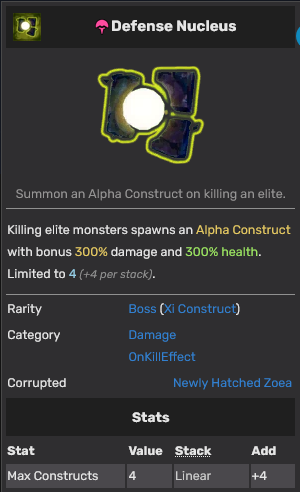 Defense Nucleus
Summon an Alpha Construct on killing an elite.
Killing elite monsters spawns an Alpha Construct
with bonus 300% damage and 300% health.
Limited to 4 (+4 per stack).
Rarity Boss (Xi Construct)
Category Damage
OnKillEffect
Corrupted Newly Hatched Zoea
Stats
Stat Value Stack Add
Max Constructs 4 Linear +4